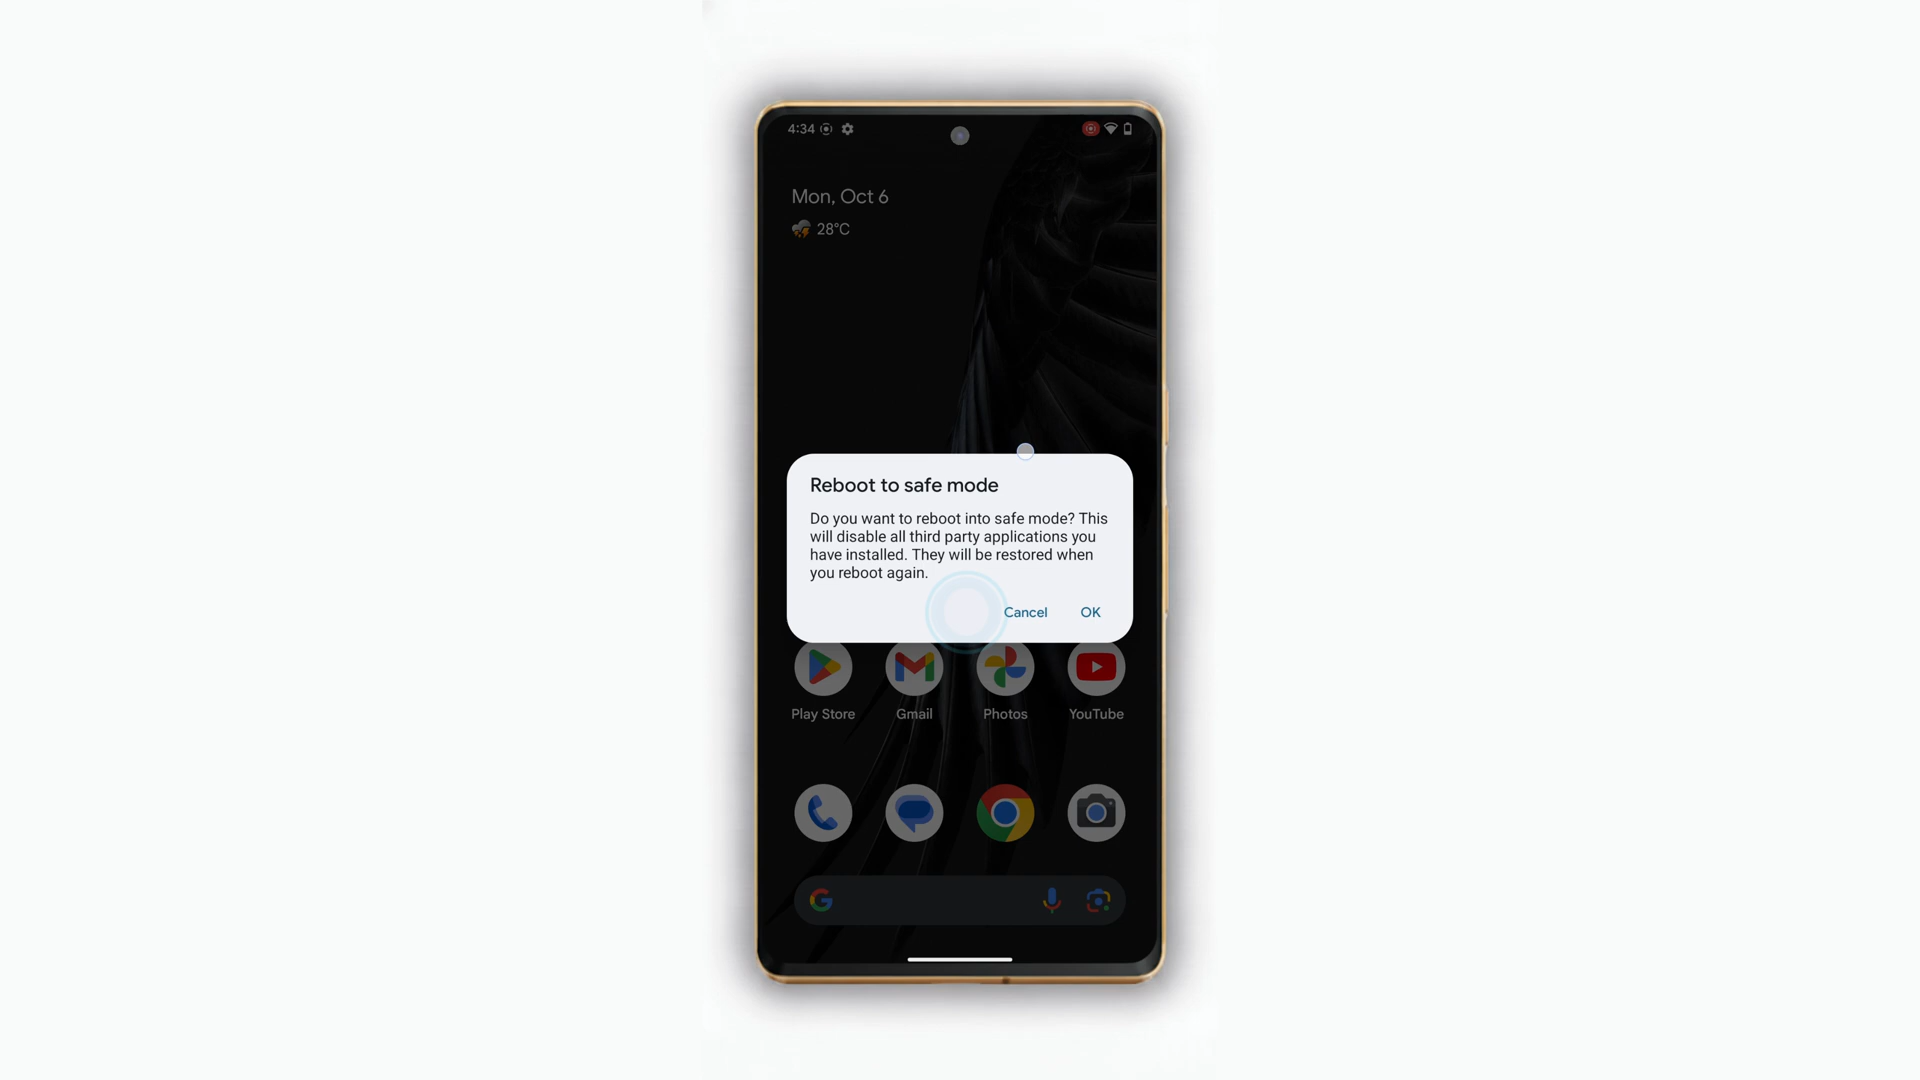 4:34
Mon, Oct 6
28°C
Reboot to safe mode
Do you want to reboot into safe mode? This
will disable all third party applications you
have installed. They will be restored when
you reboot again.
Cancel OK
Play Store Gmail Photos YouTube
G